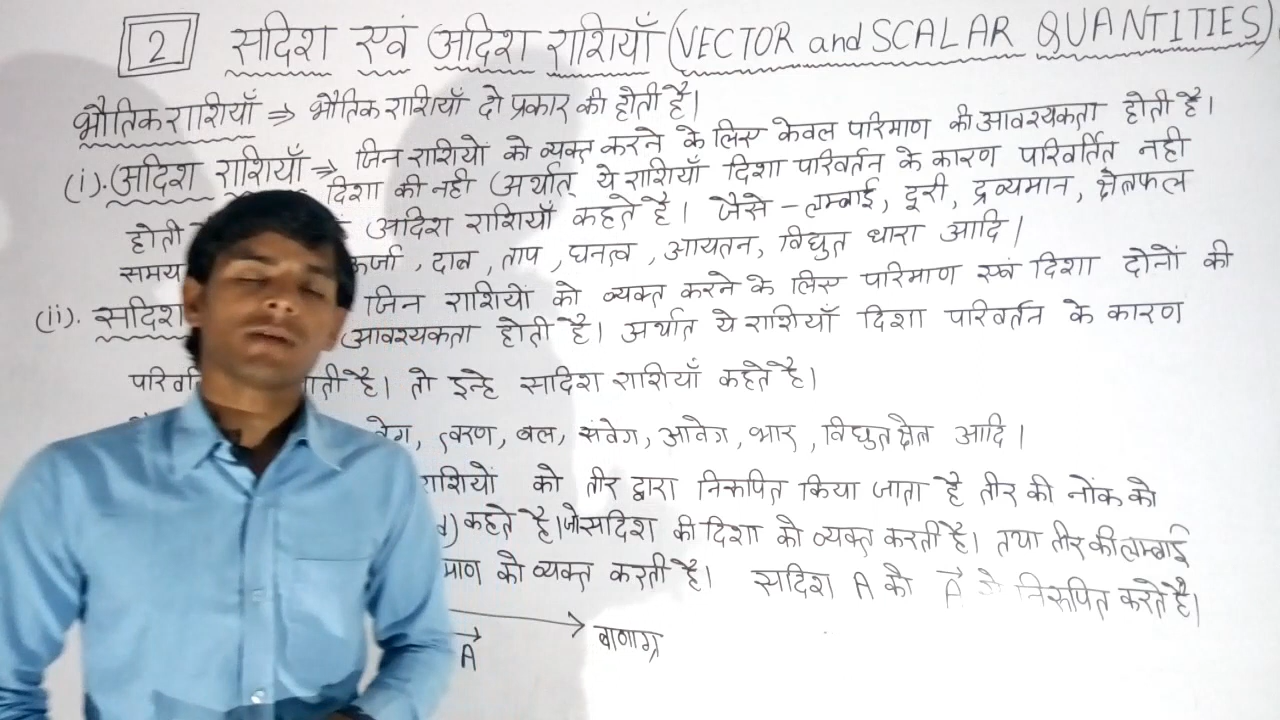 2 सदिश एवं अदिश राशियाँ (VECTOR and SCALAR QUANTITIES)
भौतिक राशियाँ ⇒ भौतिक राशियाँ दो प्रकार की होती है।
(i). अदिश राशियाँ ⇒ जिन राशियो को व्यक्त करने के लिए केवल परिमाण की आवश्यकता होती है।
दिशा की नही (अर्थात् ये राशियाँ दिशा परिवर्तन के कारण परिवर्तित नही
होती अदिश राशियाँ कहते है। जैसे - लम्बाई, दूरी, द्रव्यमान, क्षेत्रफल
समय ऊर्जा, दाब, ताप, घनत्व, आयतन, विद्युत धारा आदि।
(ii). सदिश जिन राशियों को व्यक्त करने के लिए परिमाण एवं दिशा दोनों की
आवश्यकता होती है। अर्थात ये राशियाँ दिशा परिवर्तन के कारण
परिव ाती है। तो इन्हे सदिश राशियाँ कहते है।
वेग, त्वरण, बल, संवेग, आवेग, भार, विद्युत क्षेत्र आदि।
राशियों को तीर द्वारा निरूपित किया जाता है तीर की नोंक को
कहते है। जो सदिश की दिशा को व्यक्त करती है। तथा तीर की लम्बाई
माण को व्यक्त करती है। सदिश A को A⃗ से निरूपित करते है।
बाणाग्र
A⃗